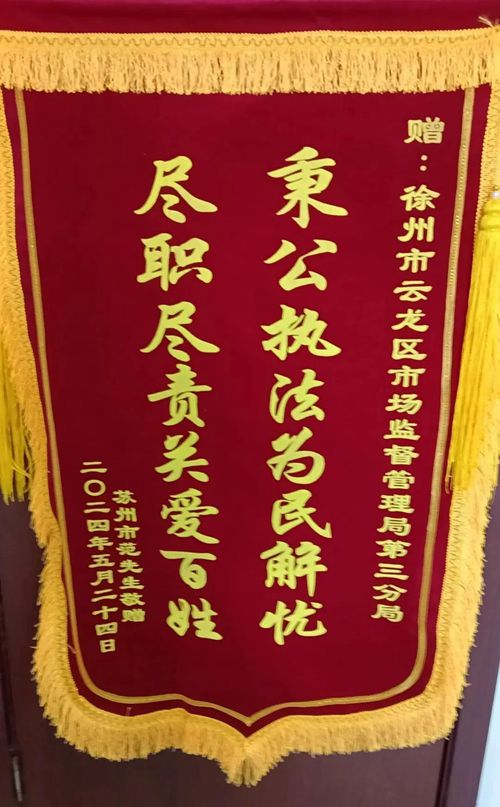 赠：徐州市云龙区市场监督管理局第三分局
秉公执法为民解忧
尽职尽责关爱百姓
苏州市范先生敬赠
二〇二四年五月二十四日